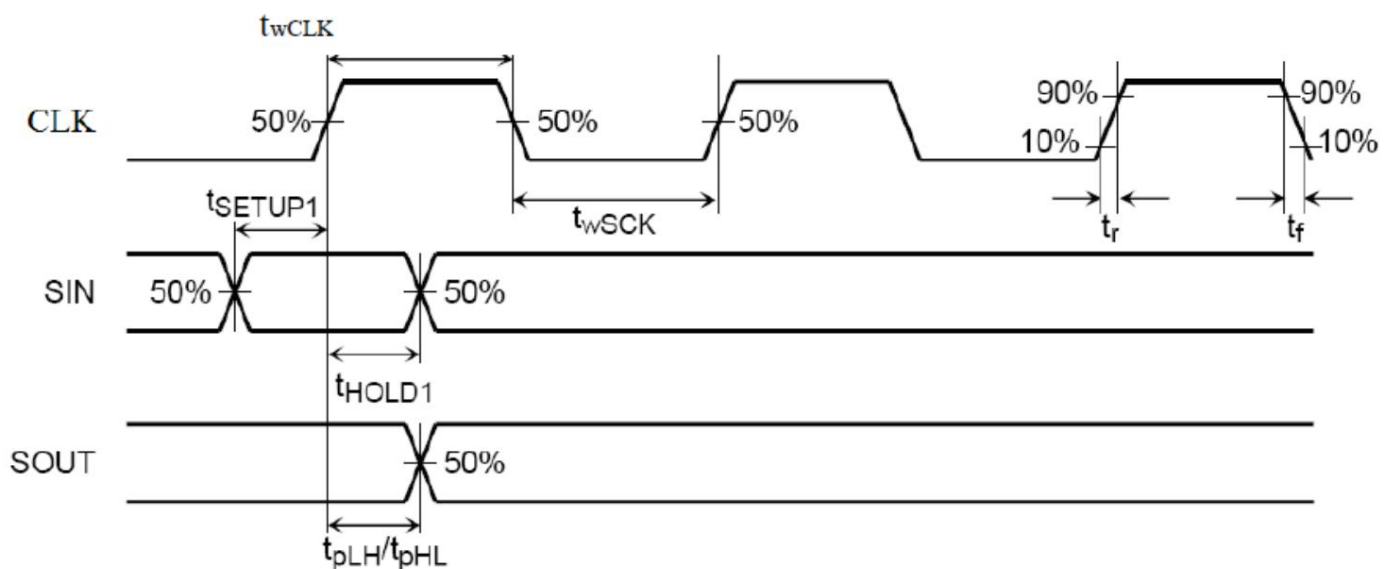 twCLK
CLK 50% 50% 50% 90% 90%
10% 10%
tSETUP1 twSCK tr tf
SIN 50% 50%
tHOLD1
SOUT 50%
tpLH/tpHL